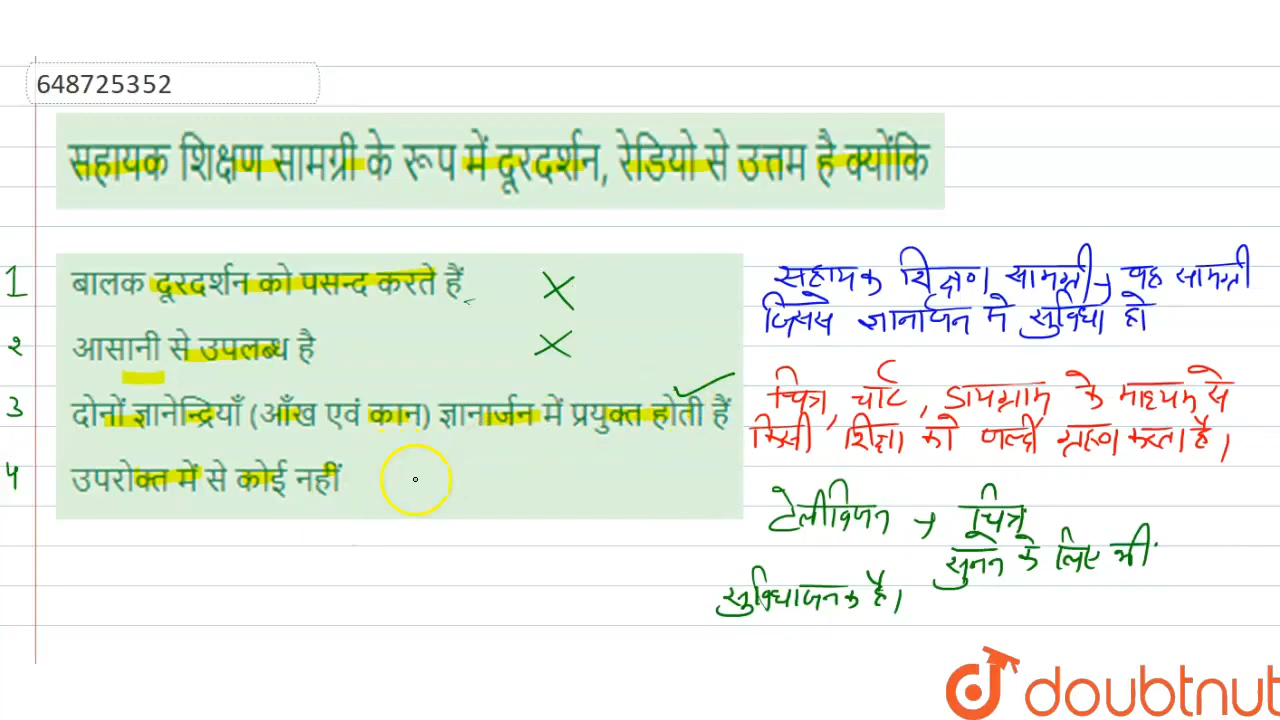 648725352
सहायक शिक्षण सामग्री के रूप में दूरदर्शन, रेडियो से उत्तम है क्योंकि
1 बालक दूरदर्शन को पसन्द करते हैं
2 आसानी से उपलब्ध है
3 दोनों ज्ञानेन्द्रियाँ (आँख एवं कान) ज्ञानार्जन में प्रयुक्त होती हैं
4 उपरोक्त में से कोई नहीं
सहायक शिक्षण सामग्री → वह सामग्री
जिससे ज्ञानार्जन मे सुविधा हो
चित्र, चार्ट, डायग्राम के माध्यम से
किसी शिक्षा को जल्दी ग्रहण करता है।
टेलीविजन → चित्र
सुनने के लिए भी
सुविधाजनक है।
doubtnut